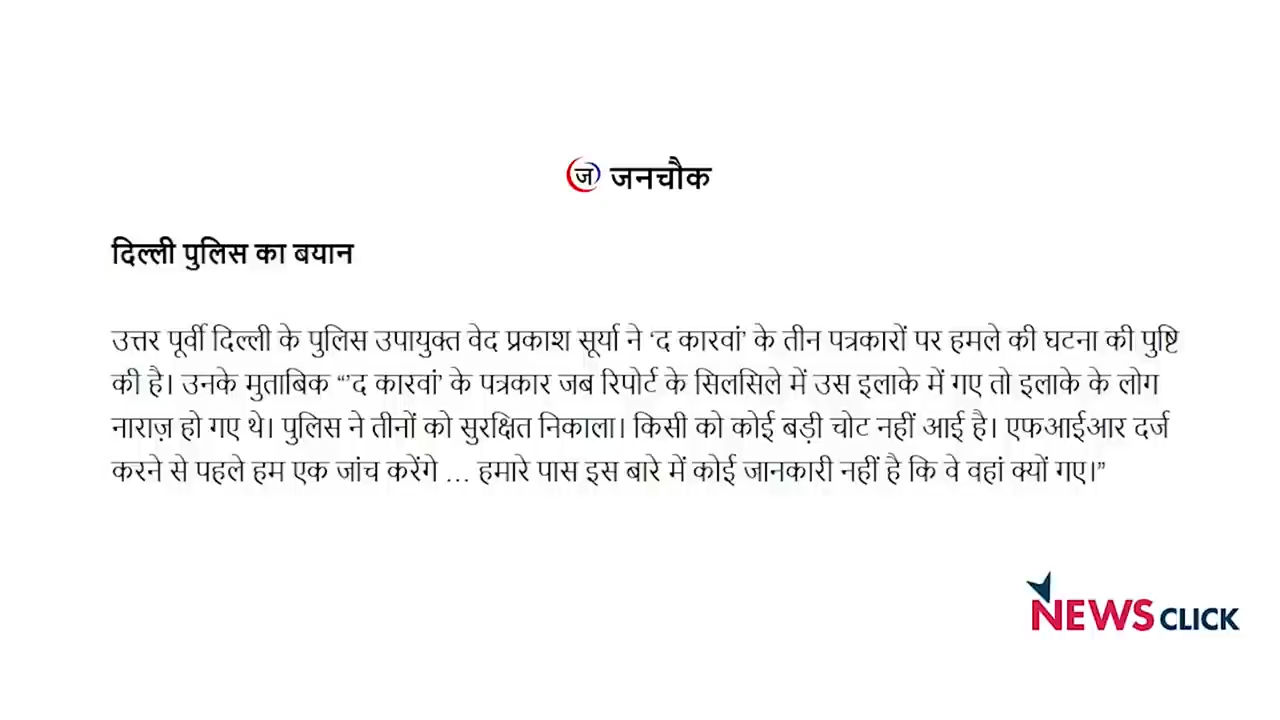 ज जनचौक
दिल्ली पुलिस का बयान
उत्तर पूर्वी दिल्ली के पुलिस उपायुक्त वेद प्रकाश सूर्या ने ‘द कारवां’ के तीन पत्रकारों पर हमले की घटना की पुष्टि
की है। उनके मुताबिक “’द कारवां’ के पत्रकार जब रिपोर्ट के सिलसिले में उस इलाके में गए तो इलाके के लोग
नाराज़ हो गए थे। पुलिस ने तीनों को सुरक्षित निकाला। किसी को कोई बड़ी चोट नहीं आई है। एफआईआर दर्ज
करने से पहले हम एक जांच करेंगे ... हमारे पास इस बारे में कोई जानकारी नहीं है कि वे वहां क्यों गए।”
NEWSCLICK